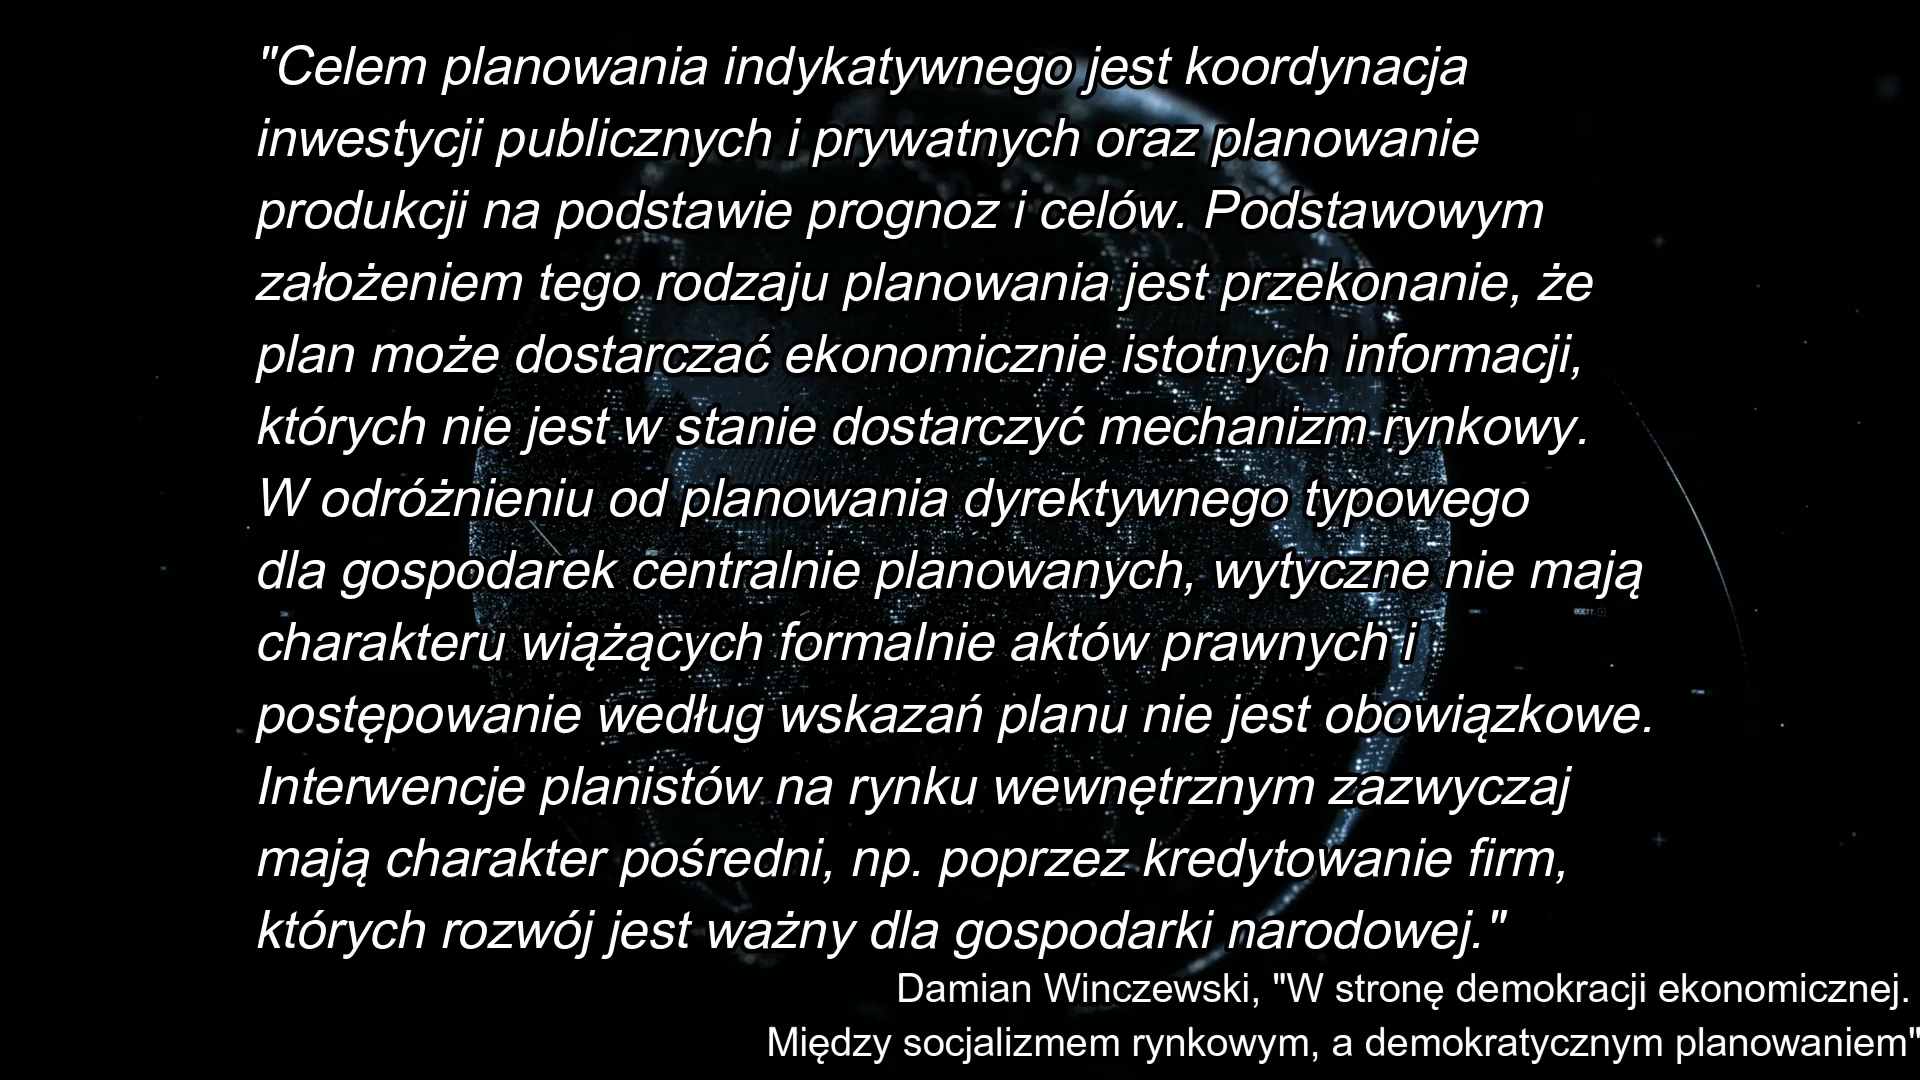 "Celem planowania indykatywnego jest koordynacja
inwestycji publicznych i prywatnych oraz planowanie
produkcji na podstawie prognoz i celów. Podstawowym
założeniem tego rodzaju planowania jest przekonanie, że
plan może dostarczać ekonomicznie istotnych informacji,
których nie jest w stanie dostarczyć mechanizm rynkowy.
W odróżnieniu od planowania dyrektywnego typowego
dla gospodarek centralnie planowanych, wytyczne nie mają
charakteru wiążących formalnie aktów prawnych i
postępowanie według wskazań planu nie jest obowiązkowe.
Interwencje planistów na rynku wewnętrznym zazwyczaj
mają charakter pośredni, np. poprzez kredytowanie firm,
których rozwój jest ważny dla gospodarki narodowej."
Damian Winczewski, "W stronę demokracji ekonomicznej.
Między socjalizmem rynkowym, a demokratycznym planowaniem"